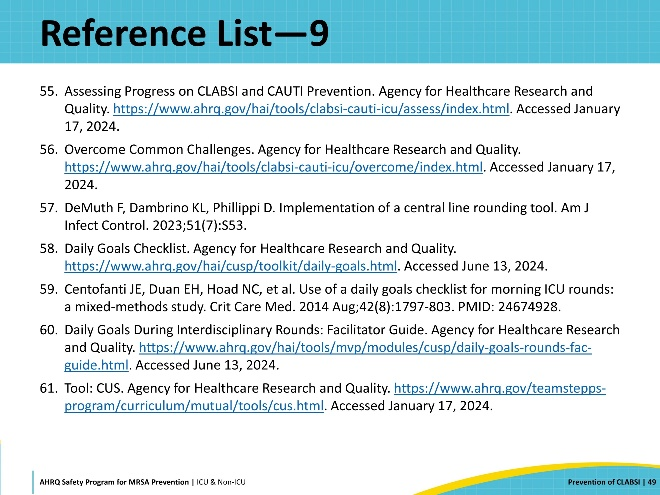 Reference List—9
55. Assessing Progress on CLABSI and CAUTI Prevention. Agency for Healthcare Research and
Quality. https://www.ahrq.gov/hai/tools/clabsi-cauti-icu/assess/index.html. Accessed January
17, 2024.
56. Overcome Common Challenges. Agency for Healthcare Research and Quality.
https://www.ahrq.gov/hai/tools/clabsi-cauti-icu/overcome/index.html. Accessed January 17,
2024.
57. DeMuth F, Dambrino KL, Phillippi D. Implementation of a central line rounding tool. Am J
Infect Control. 2023;51(7):S53.
58. Daily Goals Checklist. Agency for Healthcare Research and Quality.
https://www.ahrq.gov/hai/cusp/toolkit/daily-goals.html. Accessed June 13, 2024.
59. Centofanti JE, Duan EH, Hoad NC, et al. Use of a daily goals checklist for morning ICU rounds:
a mixed-methods study. Crit Care Med. 2014 Aug;42(8):1797-803. PMID: 24674928.
60. Daily Goals During Interdisciplinary Rounds: Facilitator Guide. Agency for Healthcare Research
and Quality. https://www.ahrq.gov/hai/tools/mvp/modules/cusp/daily-goals-rounds-fac-
guide.html. Accessed June 13, 2024.
61. Tool: CUS. Agency for Healthcare Research and Quality. https://www.ahrq.gov/teamstepps-
program/curriculum/mutual/tools/cus.html. Accessed January 17, 2024.
AHRQ Safety Program for MRSA Prevention | ICU & Non-ICU
Prevention of CLABSI | 49